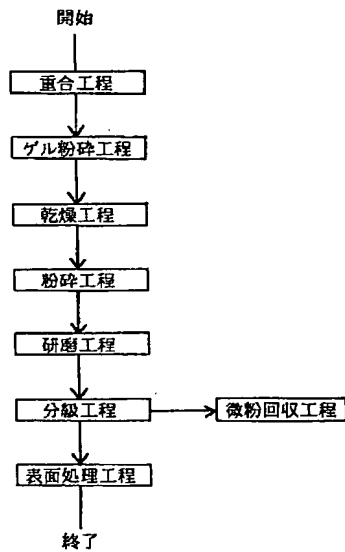 開始
重合工程
ゲル粉砕工程
乾燥工程
粉砕工程
研磨工程
分級工程
微粉回収工程
表面処理工程
終了